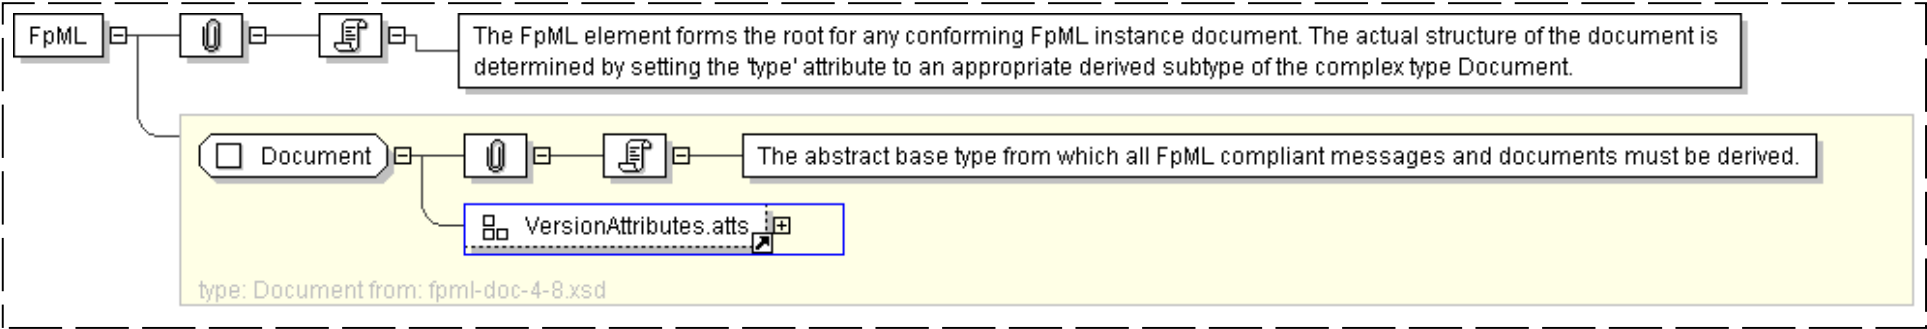 FpML
The FpML element forms the root for any conforming FpML instance document. The actual structure of the document is
determined by setting the 'type' attribute to an appropriate derived subtype of the complex type Document.
Document
The abstract base type from which all FpML compliant messages and documents must be derived.
VersionAttributes.atts
type: Document from: fpml-doc-4-8.xsd